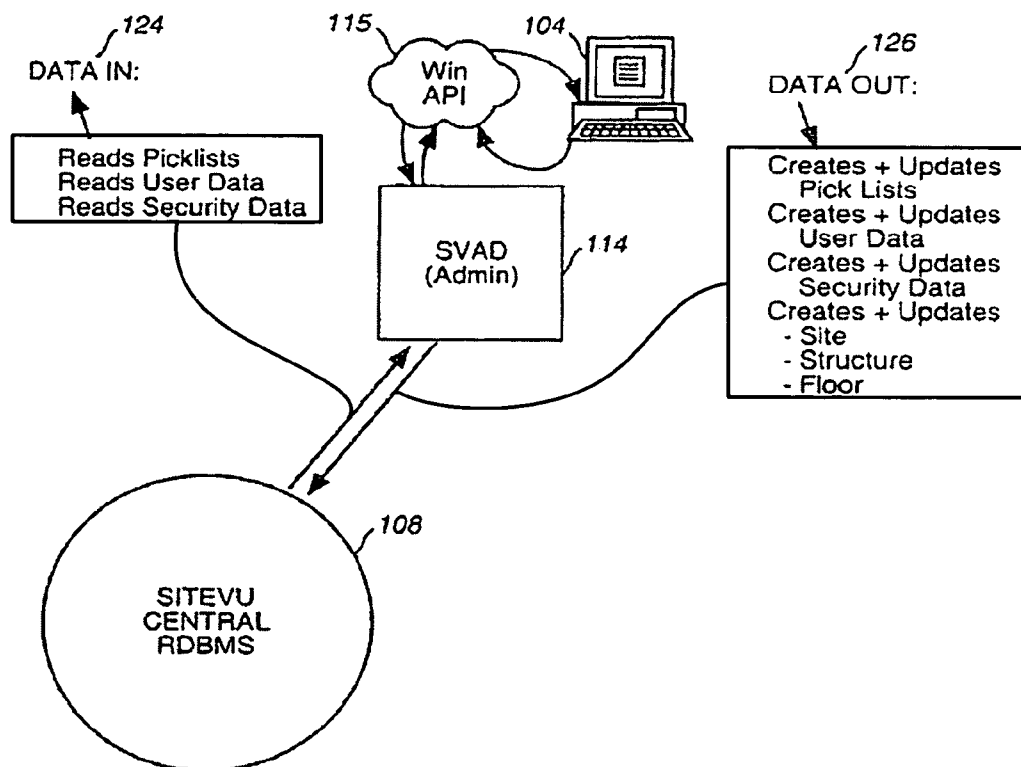 124
DATA IN:
Reads Picklists
Reads User Data
Reads Security Data
115
Win
API
104
126
DATA OUT:
Creates + Updates
Pick Lists
Creates + Updates
User Data
Creates + Updates
Security Data
Creates + Updates
- Site
- Structure
- Floor
SVAD
(Admin)
114
108
SITEVU
CENTRAL
RDBMS